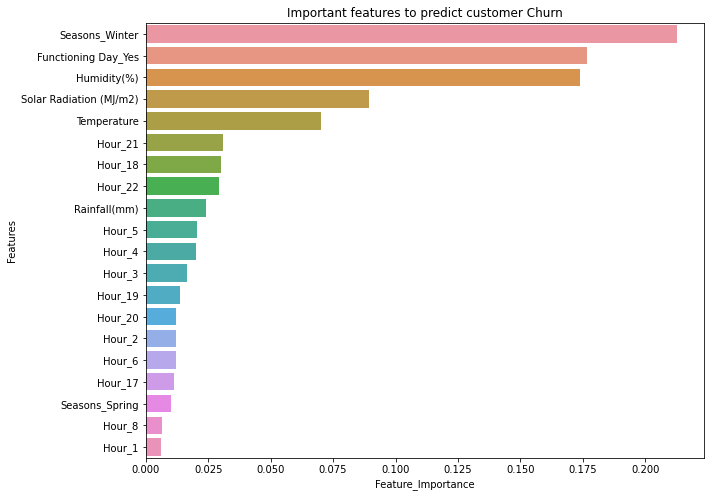 Important features to predict customer Churn
Features
Seasons_Winter
Functioning Day_Yes
Humidity(%)
Solar Radiation (MJ/m2)
Temperature
Hour_21
Hour_18
Hour_22
Rainfall(mm)
Hour_5
Hour_4
Hour_3
Hour_19
Hour_20
Hour_2
Hour_6
Hour_17
Seasons_Spring
Hour_8
Hour_1
0.000 0.025 0.050 0.075 0.100 0.125 0.150 0.175 0.200
Feature_Importance